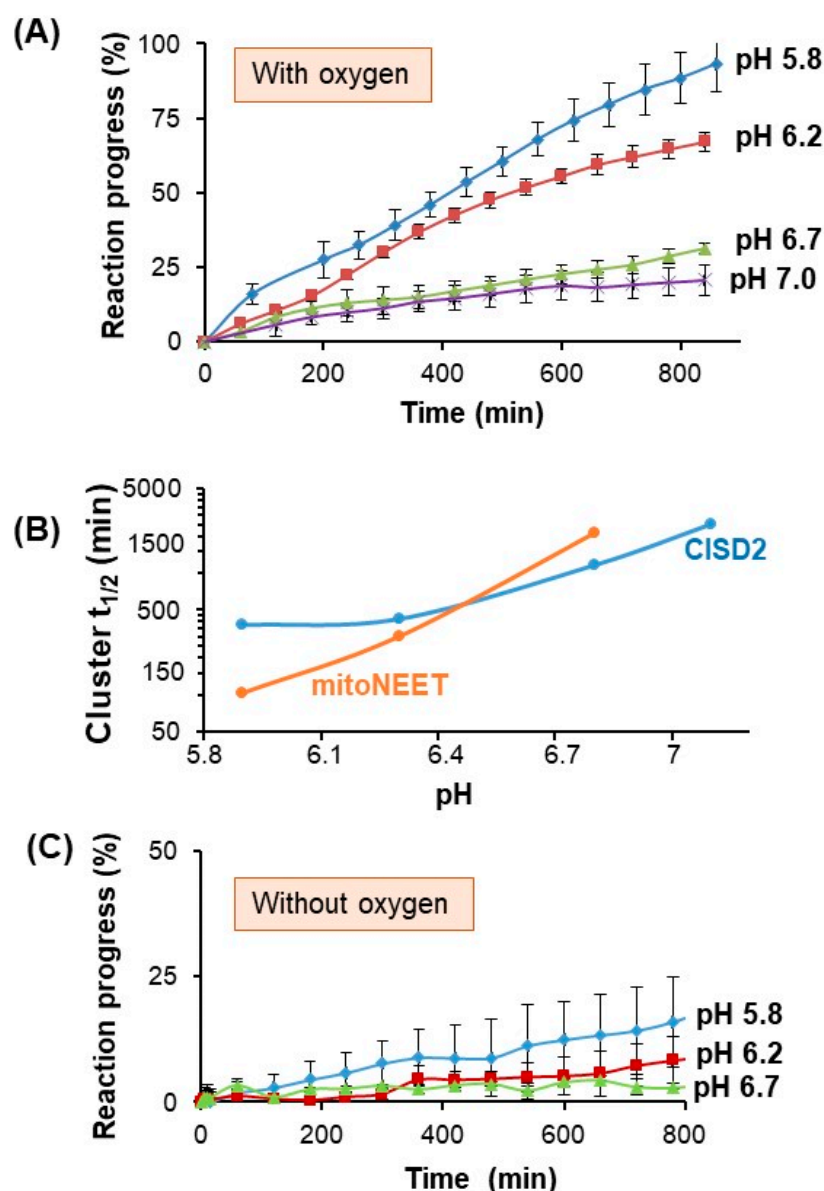 (A)
Reaction progress (%)
100
75
50
25
0
With oxygen
pH 5.8
pH 6.2
pH 6.7
pH 7.0
0 200 400 600 800
Time (min)
(B)
Cluster t1/2 (min)
5000
1500
500
150
50
CISD2
mitoNEET
5.8 6.1 6.4 6.7 7
pH
(C)
Reaction progress (%)
50
25
0
Without oxygen
pH 5.8
pH 6.2
pH 6.7
0 200 400 600 800
Time (min)